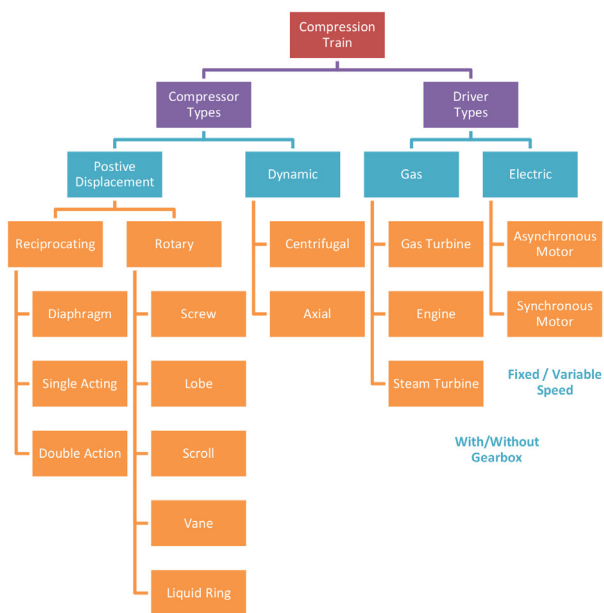 Compression
Train
Compressor
Types
Driver
Types
Postive
Displacement
Dynamic
Gas
Electric
Reciprocating
Rotary
Centrifugal
Gas Turbine
Asynchronous
Motor
Diaphragm
Screw
Axial
Engine
Synchronous
Motor
Single Acting
Lobe
Steam Turbine
Fixed / Variable
Speed
Double Action
Scroll
With/Without
Gearbox
Vane
Liquid Ring